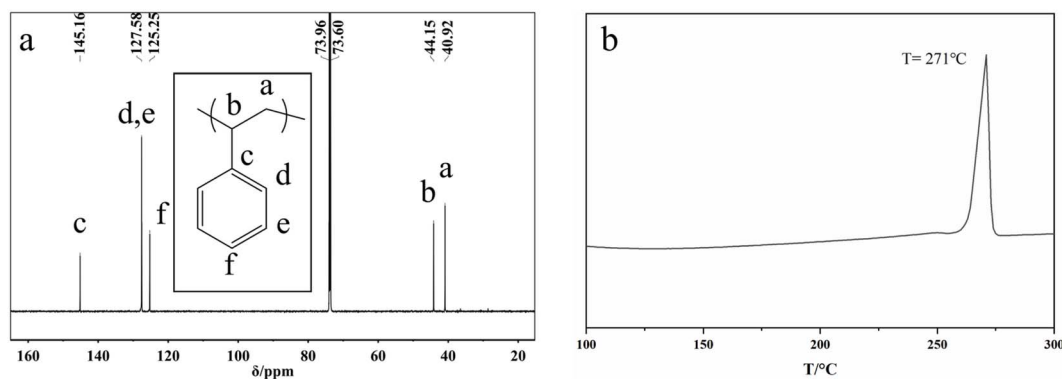 a
145.16
127.58
125.25
73.96
73.60
44.15
40.92
d,e
f
c
b
a
b
a
c
d
e
f
160 140 120 100 80 60 40 20
δ/ppm
b
T= 271°C
100 150 200 250 300
T/°C